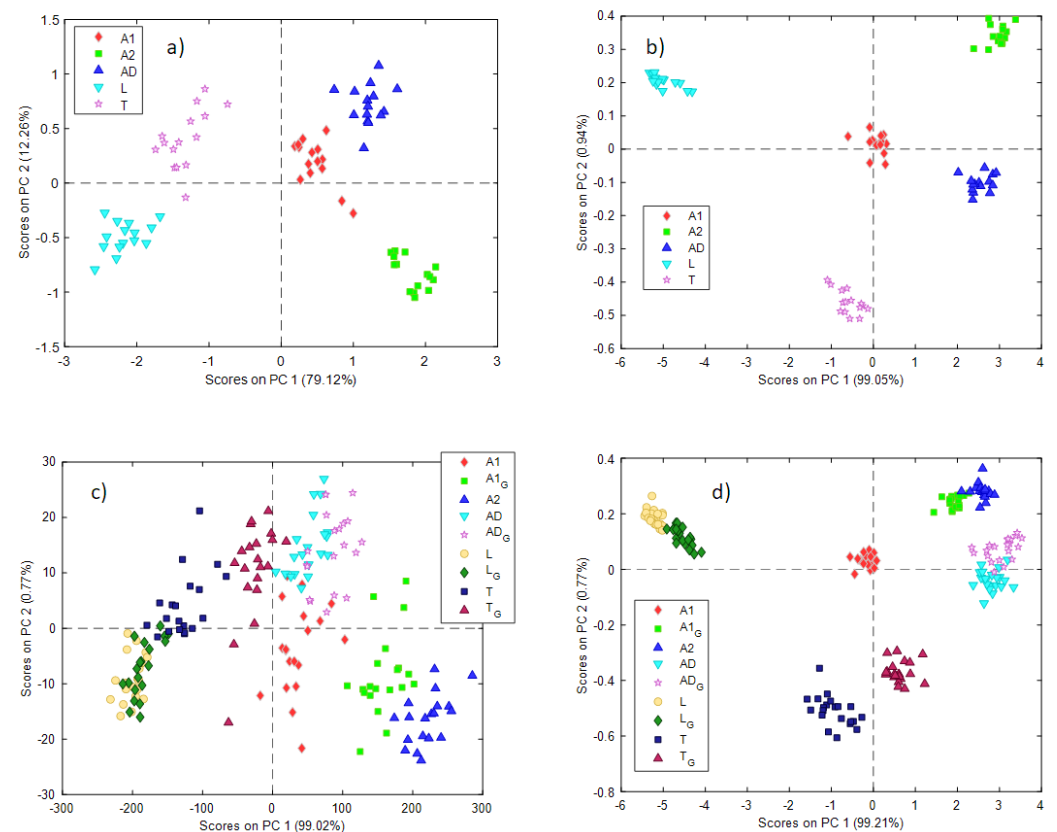 a)
A1
A2
AD
L
T
1.5
1
0.5
0
-0.5
-1
-1.5
Scores on PC 2 (12.26%)
-3
-2
-1
0
1
2
3
Scores on PC 1 (79.12%)
b)
A1
A2
AD
L
T
0.4
0.3
0.2
0.1
0
-0.1
-0.2
-0.3
-0.4
-0.5
-0.6
Scores on PC 2 (0.94%)
-6
-5
-4
-3
-2
-1
0
1
2
3
4
Scores on PC 1 (99.05%)
c)
A1
A1G
A2
AD
ADG
L
LG
T
TG
30
20
10
0
-10
-20
-30
Scores on PC 2 (0.77%)
-300
-200
-100
0
100
200
300
Scores on PC 1 (99.02%)
d)
A1
A1G
A2
AD
ADG
L
LG
T
TG
0.4
0.2
0
-0.2
-0.4
-0.6
-0.8
Scores on PC 2 (0.77%)
-6
-5
-4
-3
-2
-1
0
1
2
3
4
Scores on PC 1 (99.21%)